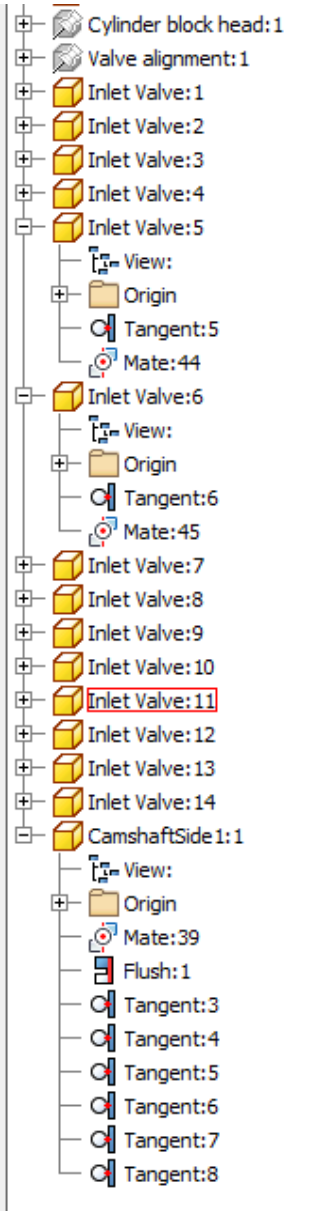 Cylinder block head:1
Valve alignment:1
Inlet Valve:1
Inlet Valve:2
Inlet Valve:3
Inlet Valve:4
Inlet Valve:5
View:
Origin
Tangent:5
Mate:44
Inlet Valve:6
View:
Origin
Tangent:6
Mate:45
Inlet Valve:7
Inlet Valve:8
Inlet Valve:9
Inlet Valve:10
Inlet Valve:11
Inlet Valve:12
Inlet Valve:13
Inlet Valve:14
CamshaftSide1:1
View:
Origin
Mate:39
Flush:1
Tangent:3
Tangent:4
Tangent:5
Tangent:6
Tangent:7
Tangent:8